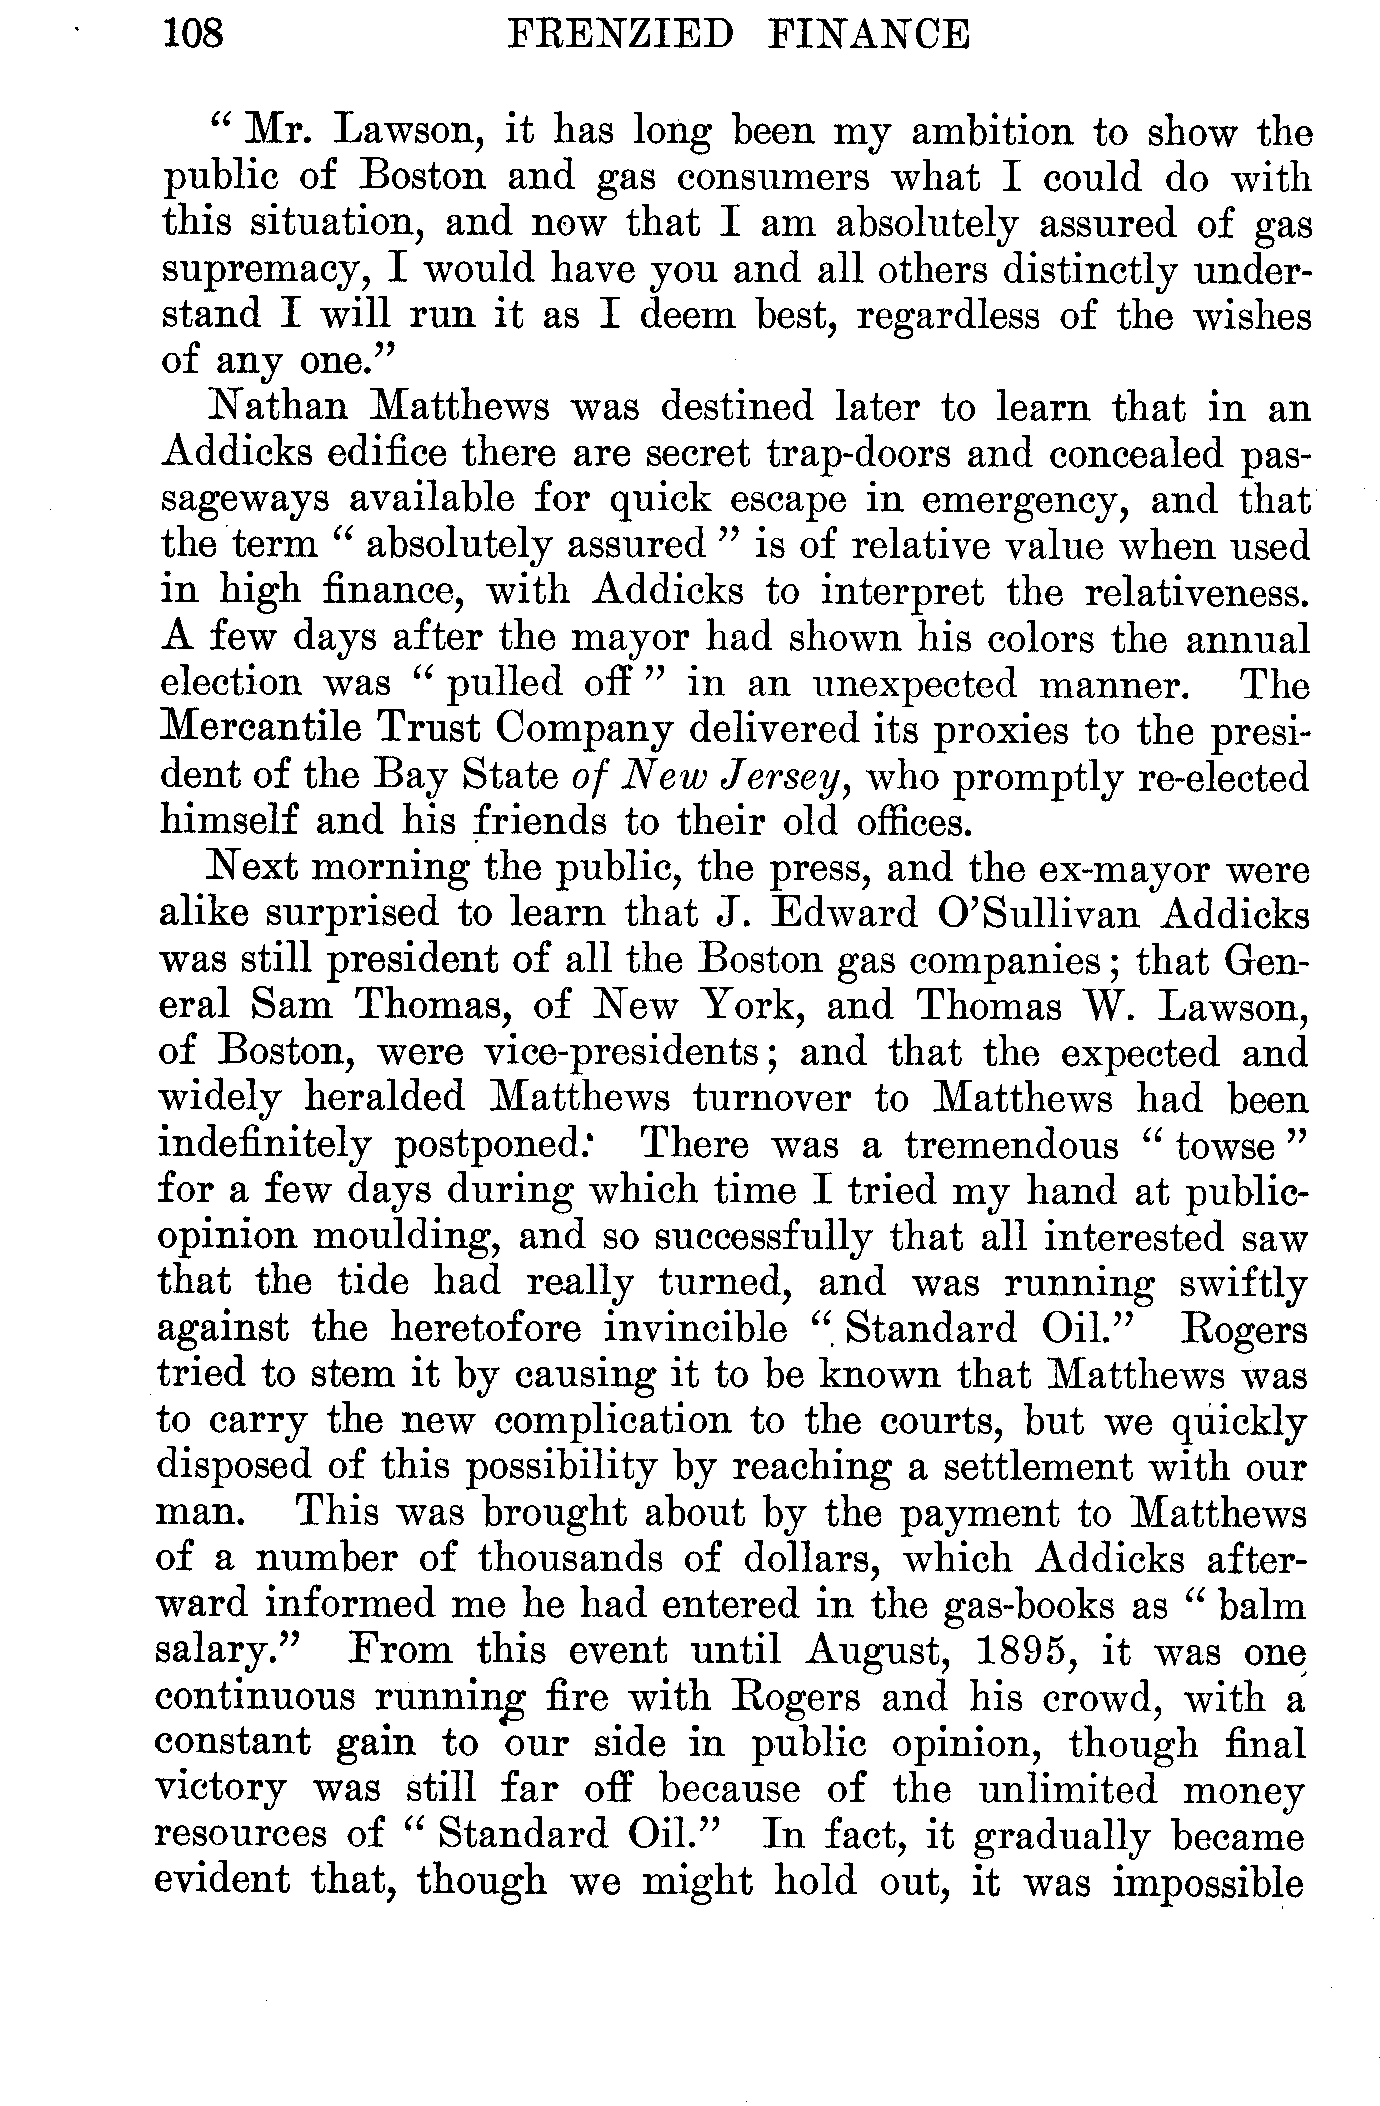 108 FRENZIED FINANCE
“ Mr. Lawson, it has long been my ambition to show the
public of Boston and gas consumers what I could do with
this situation, and now that I am absolutely assured of gas
supremacy, I would have you and all others distinctly under-
stand I will run it as I deem best, regardless of the wishes
of any one.”
Nathan Matthews was destined later to learn that in an
Addicks edifice there are secret trap-doors and concealed pas-
sageways available for quick escape in emergency, and that
the term “ absolutely assured ” is of relative value when used
in high finance, with Addicks to interpret the relativeness.
A few days after the mayor had shown his colors the annual
election was “ pulled off ” in an unexpected manner. The
Mercantile Trust Company delivered its proxies to the presi-
dent of the Bay State of New Jersey, who promptly re-elected
himself and his friends to their old offices.
Next morning the public, the press, and the ex-mayor were
alike surprised to learn that J. Edward O’Sullivan Addicks
was still president of all the Boston gas companies; that Gen-
eral Sam Thomas, of New York, and Thomas W. Lawson,
of Boston, were vice-presidents; and that the expected and
widely heralded Matthews turnover to Matthews had been
indefinitely postponed. There was a tremendous “ towse ”
for a few days during which time I tried my hand at public-
opinion moulding, and so successfully that all interested saw
that the tide had really turned, and was running swiftly
against the heretofore invincible “ Standard Oil.” Rogers
tried to stem it by causing it to be known that Matthews was
to carry the new complication to the courts, but we quickly
disposed of this possibility by reaching a settlement with our
man. This was brought about by the payment to Matthews
of a number of thousands of dollars, which Addicks after-
ward informed me he had entered in the gas-books as “ balm
salary.” From this event until August, 1895, it was one
continuous running fire with Rogers and his crowd, with a
constant gain to our side in public opinion, though final
victory was still far off because of the unlimited money
resources of “ Standard Oil.” In fact, it gradually became
evident that, though we might hold out, it was impossible